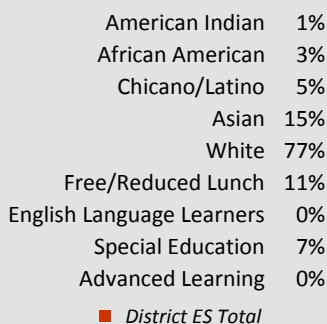 American Indian 1%
African American 3%
Chicano/Latino 5%
Asian 15%
White 77%
Free/Reduced Lunch 11%
English Language Learners 0%
Special Education 7%
Advanced Learning 0%
District ES Total